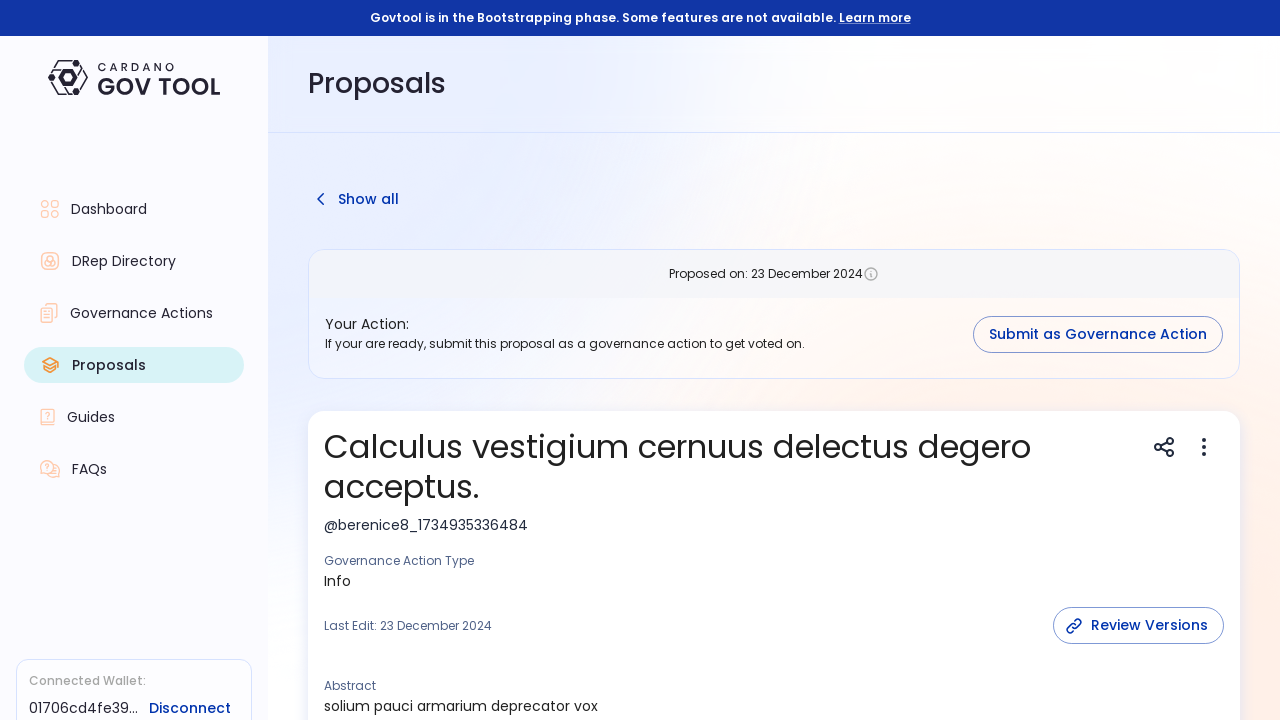 Govtool is in the Bootstrapping phase. Some features are not available. Learn more
CARDANO
GOV TOOL
Proposals
Dashboard
DRep Directory
Governance Actions
Proposals
Guides
FAQs
Connected Wallet:
01706cd4fe39... Disconnect
Show all
Proposed on: 23 December 2024
Your Action:
If your are ready, submit this proposal as a governance action to get voted on.
Submit as Governance Action
Calculus vestigium cernuus delectus degero
acceptus.
@berenice8_1734935336484
Governance Action Type
Info
Last Edit: 23 December 2024
Review Versions
Abstract
solium pauci armarium deprecator vox